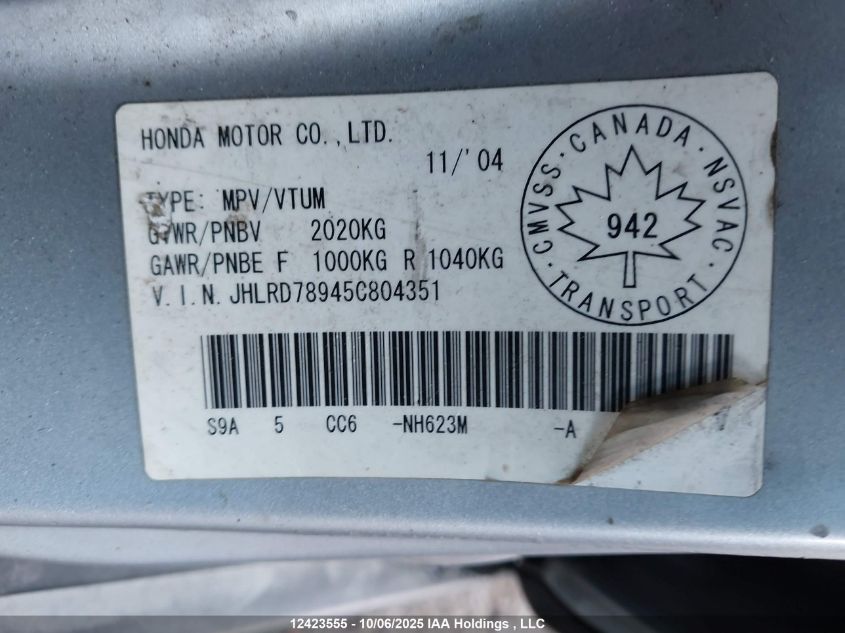 HONDA MOTOR CO.,LTD.
11/'04
TYPE: MPV/VTUM
GVWR/PNBV 2020KG
GAWR/PNBE F 1000KG R 1040KG
V.I.N. JHLRD78945C804351
CMVSS · CANADA · NSVAC · TRANSPORT ·
942
S9A 5 CC6 -NH623M -A V
12423555 - 10/06/2025 IAA Holdings , LLC